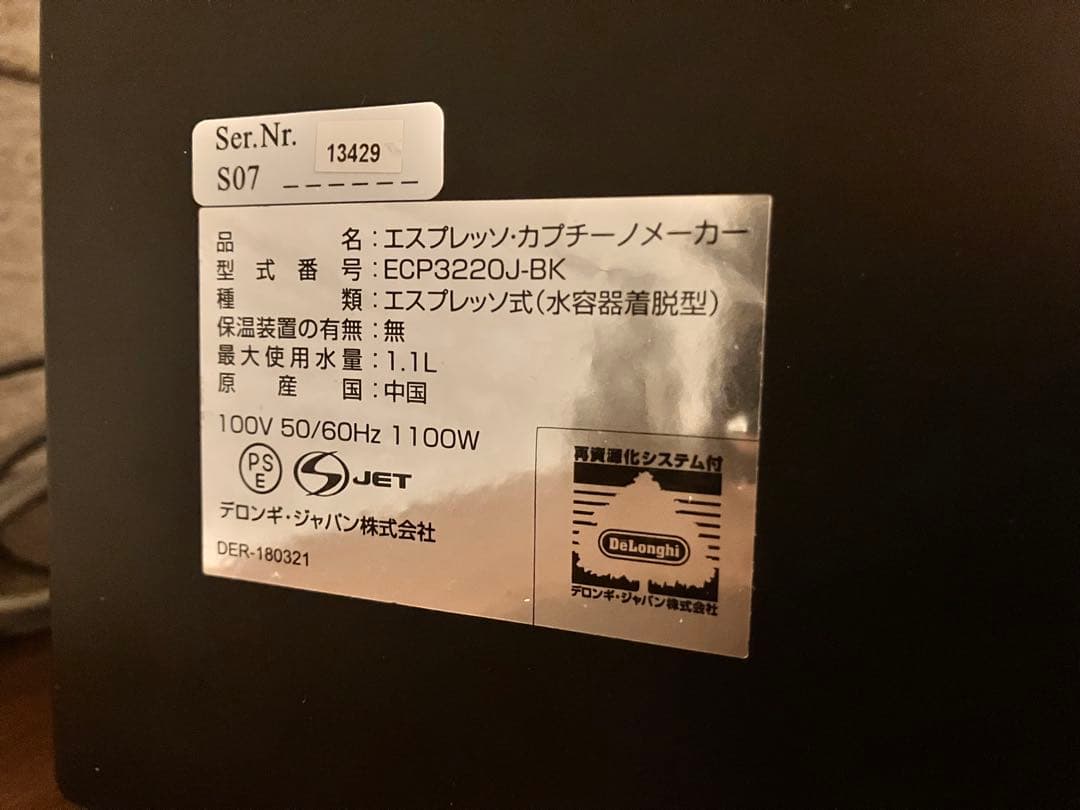 Ser.Nr. 13429
S07 _ _ _ _ _ _
品名：エスプレッソ・カプチーノメーカー
型式番号：ECP3220J-BK
種類：エスプレッソ式（水容器着脱型）
保温装置の有無：無
最大使用水量：1.1L
原産国：中国
100V 50/60Hz 1100W
PSE JET
デロンギ・ジャパン株式会社
DER-180321
再資源化システム付
DeLonghi
デロンギ・ジャパン株式会社